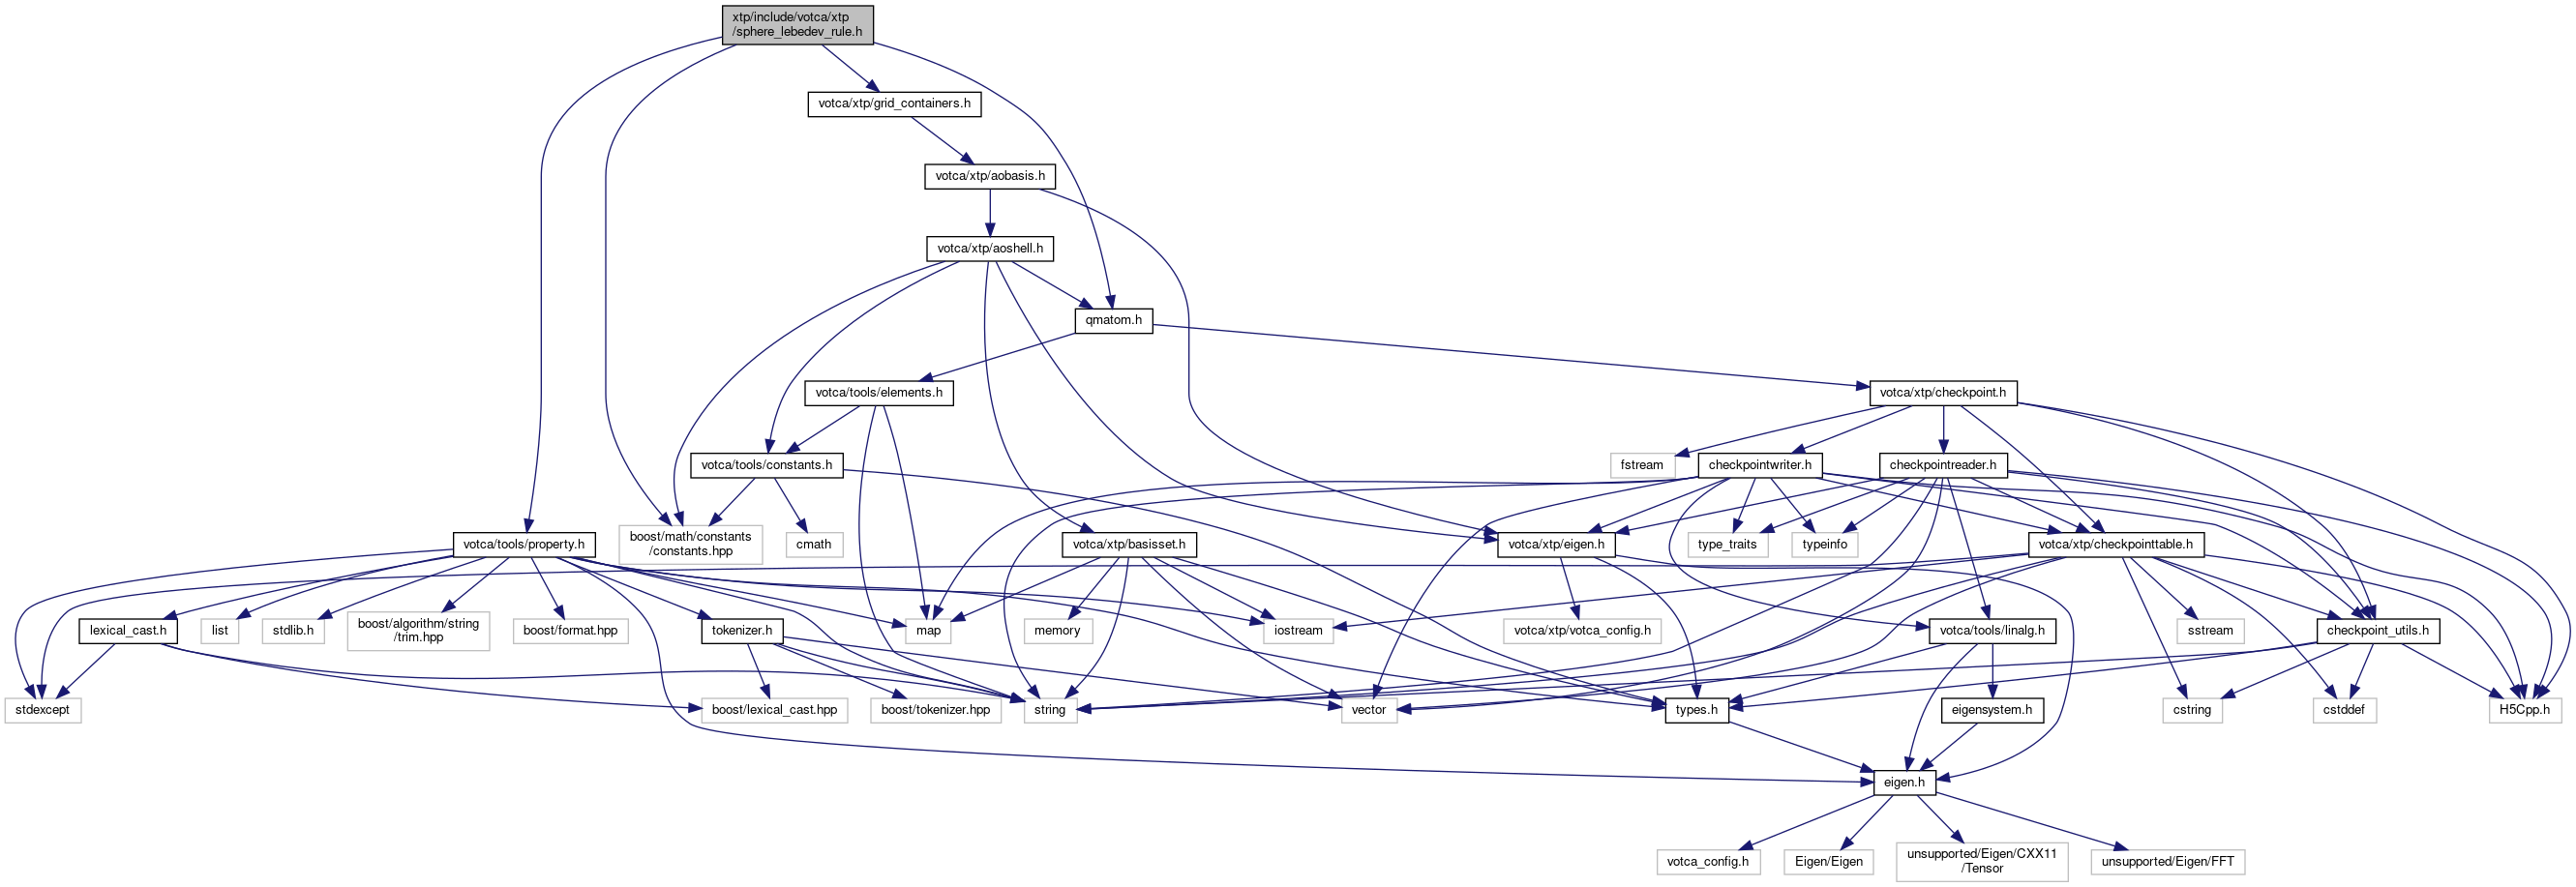 xtp/include/votca/xtp
/sphere_lebedev_rule.h
votca/xtp/grid_containers.h
votca/xtp/aobasis.h
votca/xtp/aoshell.h
qmatom.h
votca/tools/elements.h
votca/xtp/checkpoint.h
votca/tools/constants.h
fstream
checkpointwriter.h
checkpointreader.h
votca/tools/property.h
boost/math/constants
/constants.hpp
cmath
votca/xtp/basisset.h
votca/xtp/eigen.h
type_traits
typeinfo
votca/xtp/checkpointtable.h
lexical_cast.h
list
stdlib.h
boost/algorithm/string
/trim.hpp
boost/format.hpp
tokenizer.h
map
memory
iostream
votca/xtp/votca_config.h
votca/tools/linalg.h
sstream
checkpoint_utils.h
stdexcept
boost/lexical_cast.hpp
boost/tokenizer.hpp
string
vector
types.h
eigensystem.h
cstring
cstddef
H5Cpp.h
eigen.h
votca_config.h
Eigen/Eigen
unsupported/Eigen/CXX11
/Tensor
unsupported/Eigen/FFT